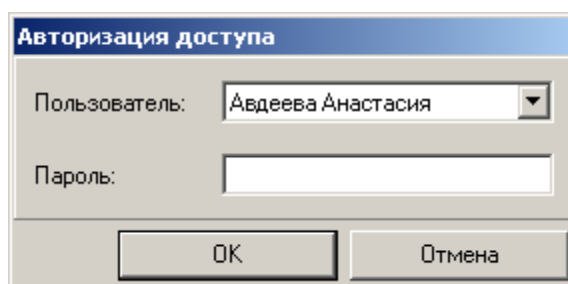 Авторизация доступа
Пользователь: Авдеева Анастасия
Пароль:
OK Отмена